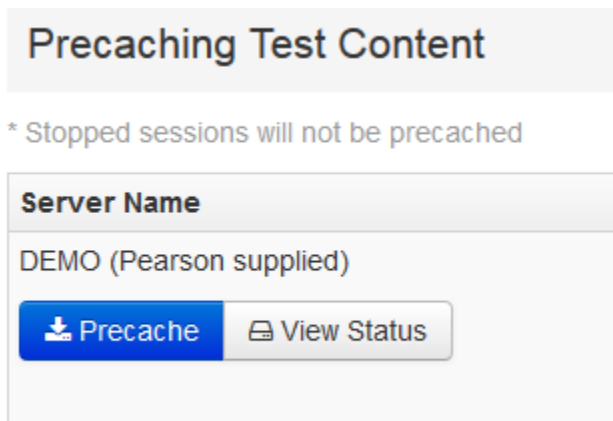 Precaching Test Content
* Stopped sessions will not be precached
Server Name
DEMO (Pearson supplied)
Precache View Status